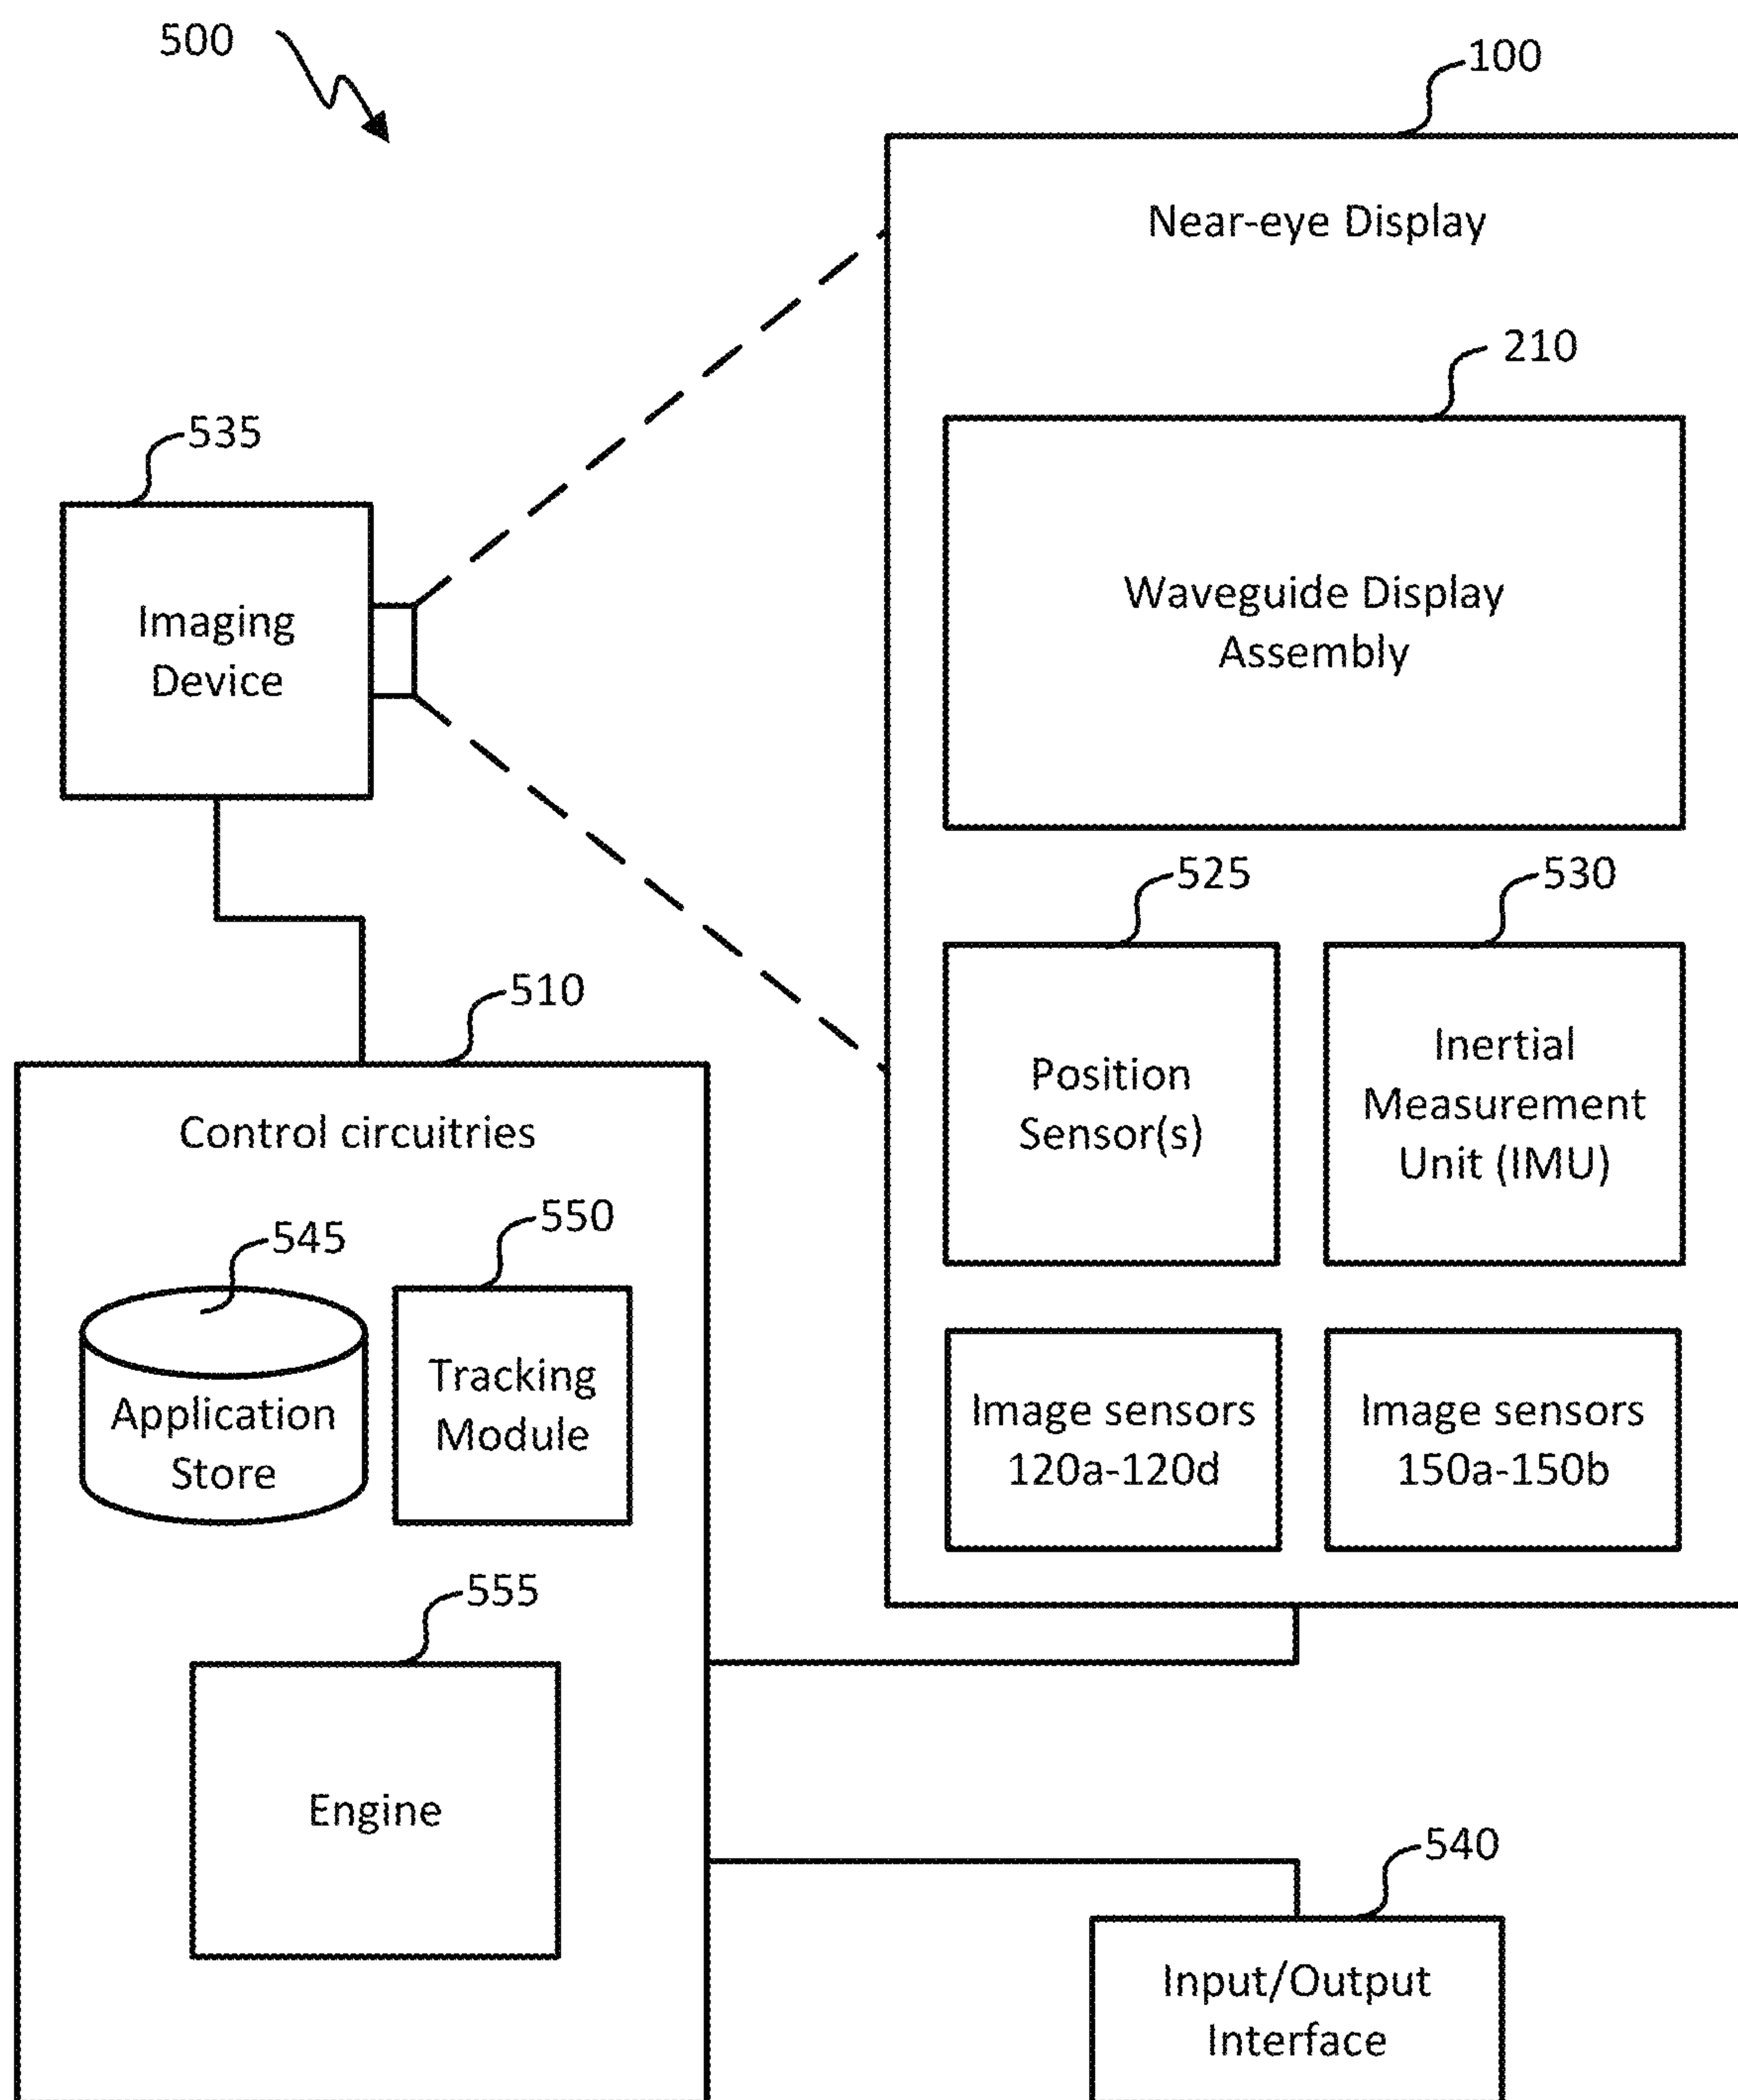 500
100
Near-eye Display
210
Waveguide Display
Assembly
535
Imaging
Device
525
530
Position
Sensor(s)
Inertial
Measurement
Unit (IMU)
510
Control circuitries
545
550
Application
Store
Tracking
Module
Image sensors
120a-120d
Image sensors
150a-150b
555
Engine
540
Input/Output
Interface